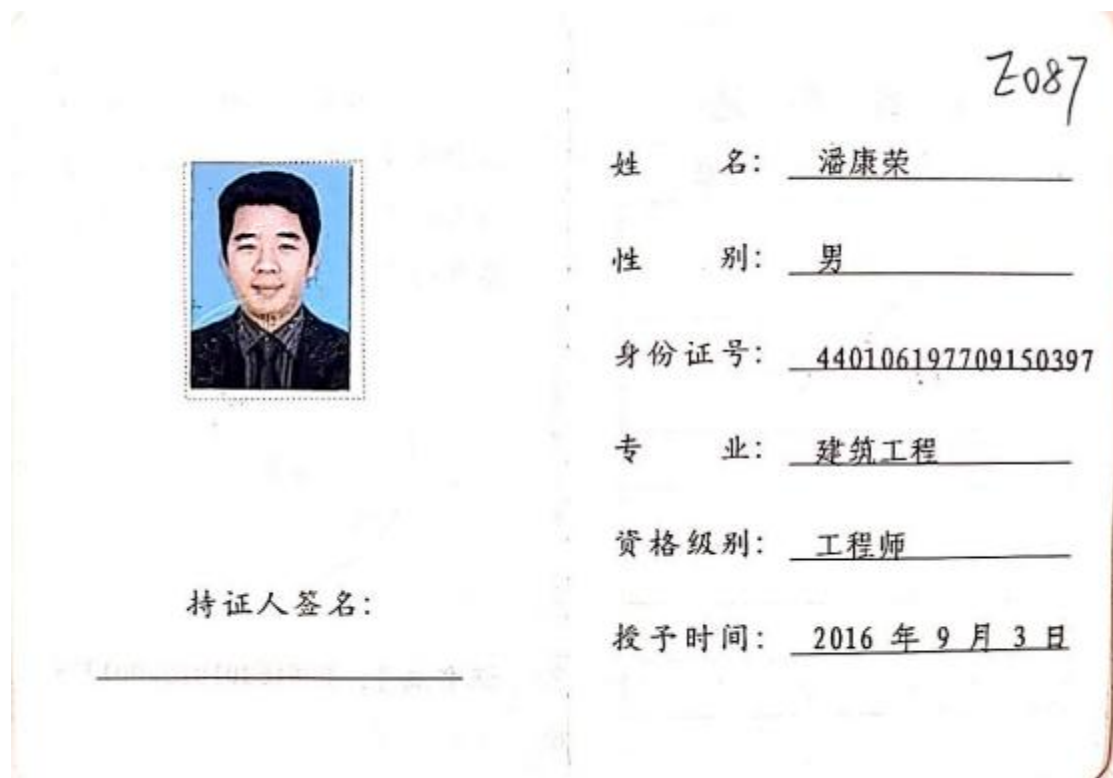 Z087
姓 名： 潘康荣
性 别： 男
身份证号： 440106197709150397
专 业： 建筑工程
资格级别： 工程师
持证人签名：
授予时间： 2016 年 9 月 3 日